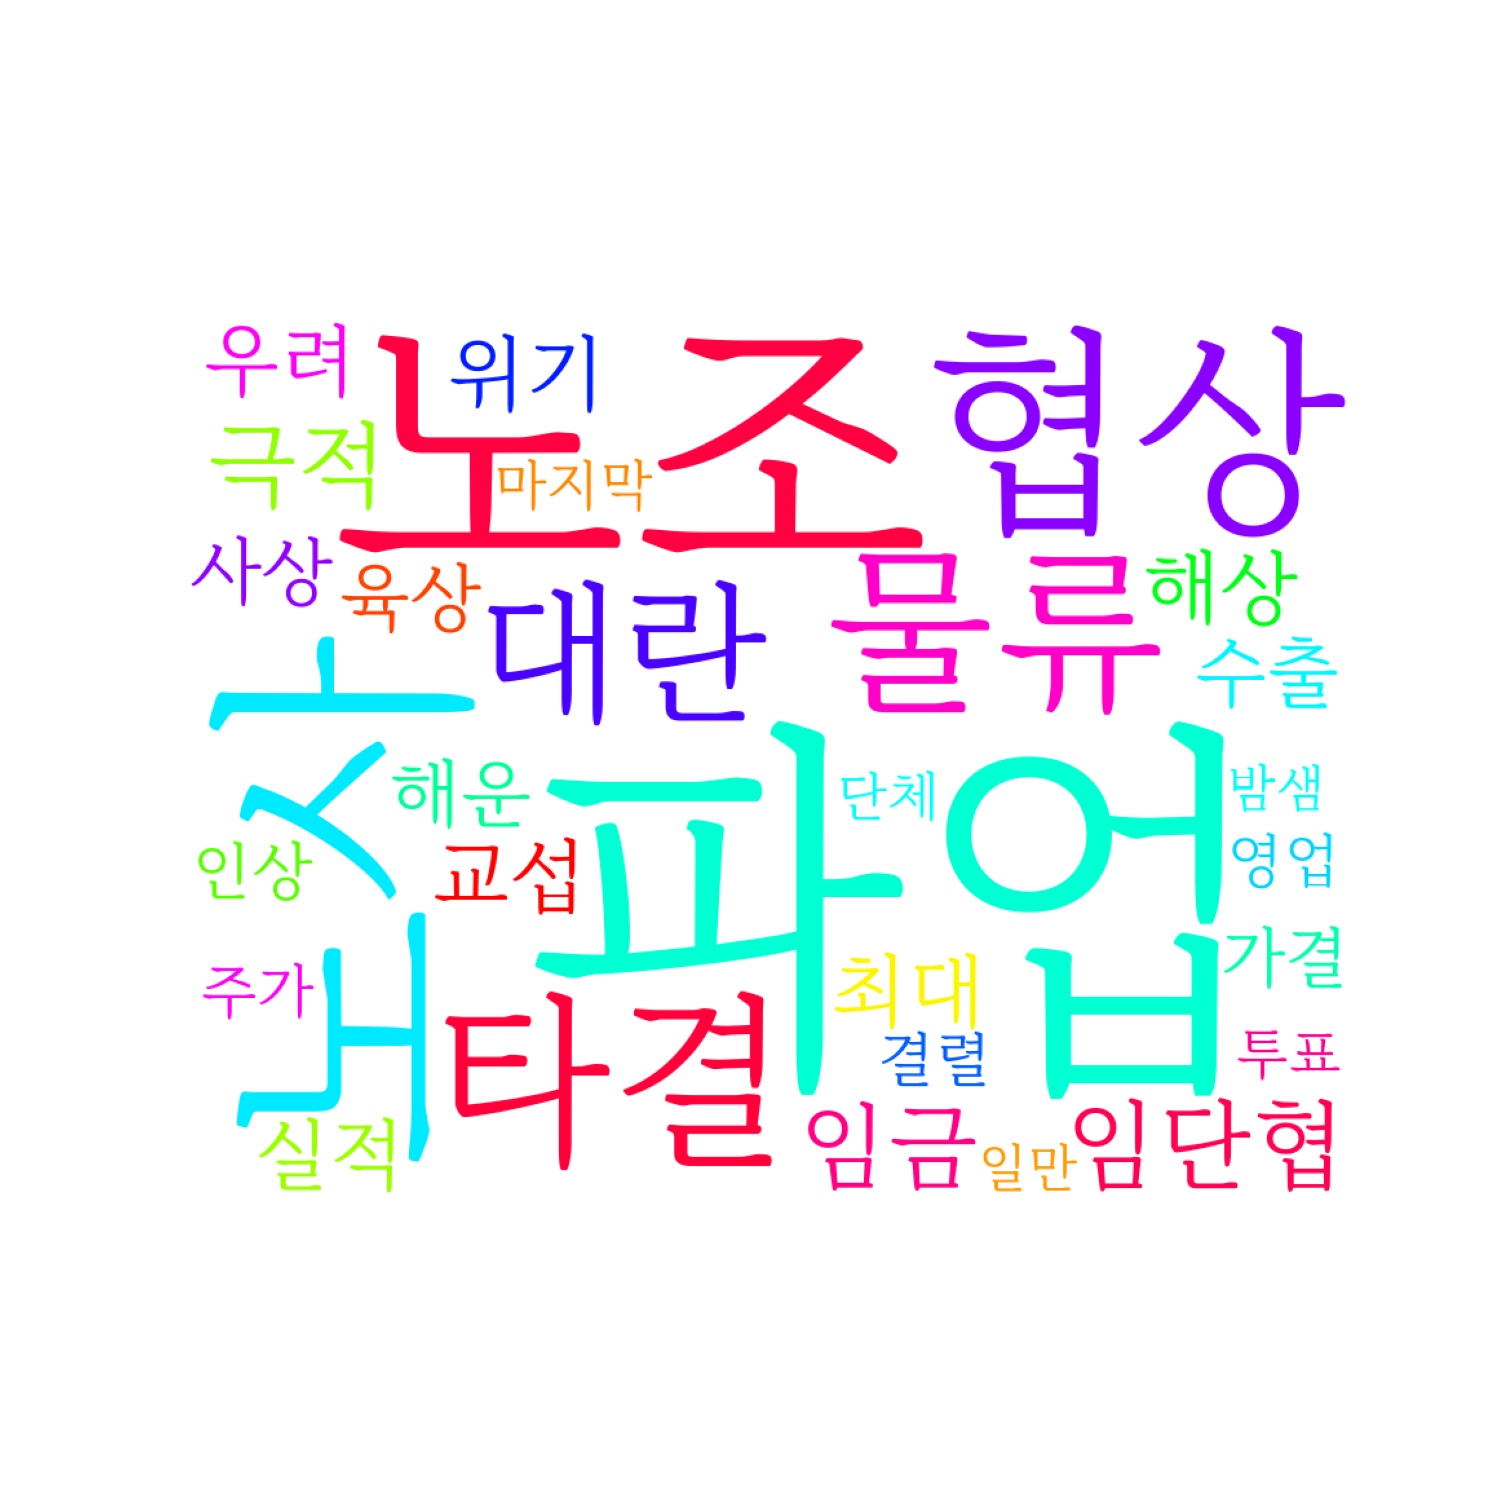 우려
위기
노조
협상
극적
마지막
사상
육상
대란
물류
해상
수출
노사
해운
파업
단체
밤샘
인상
교섭
영업
주가
타결
최대
가결
결렬
투표
실적
임금
일만
임단협